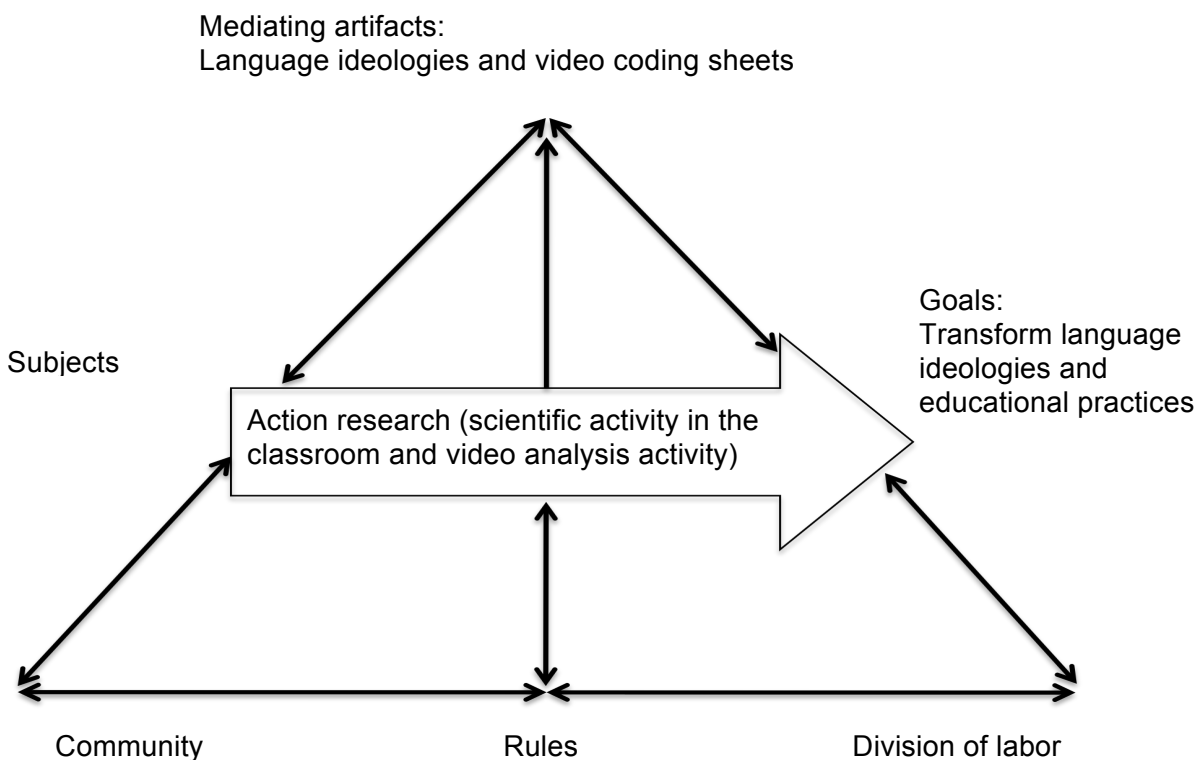 Mediating artifacts:
Language ideologies and video coding sheets
Goals:
Transform language
ideologies and
educational practices
Subjects
Action research (scientific activity in the
classroom and video analysis activity)
Community
Rules
Division of labor